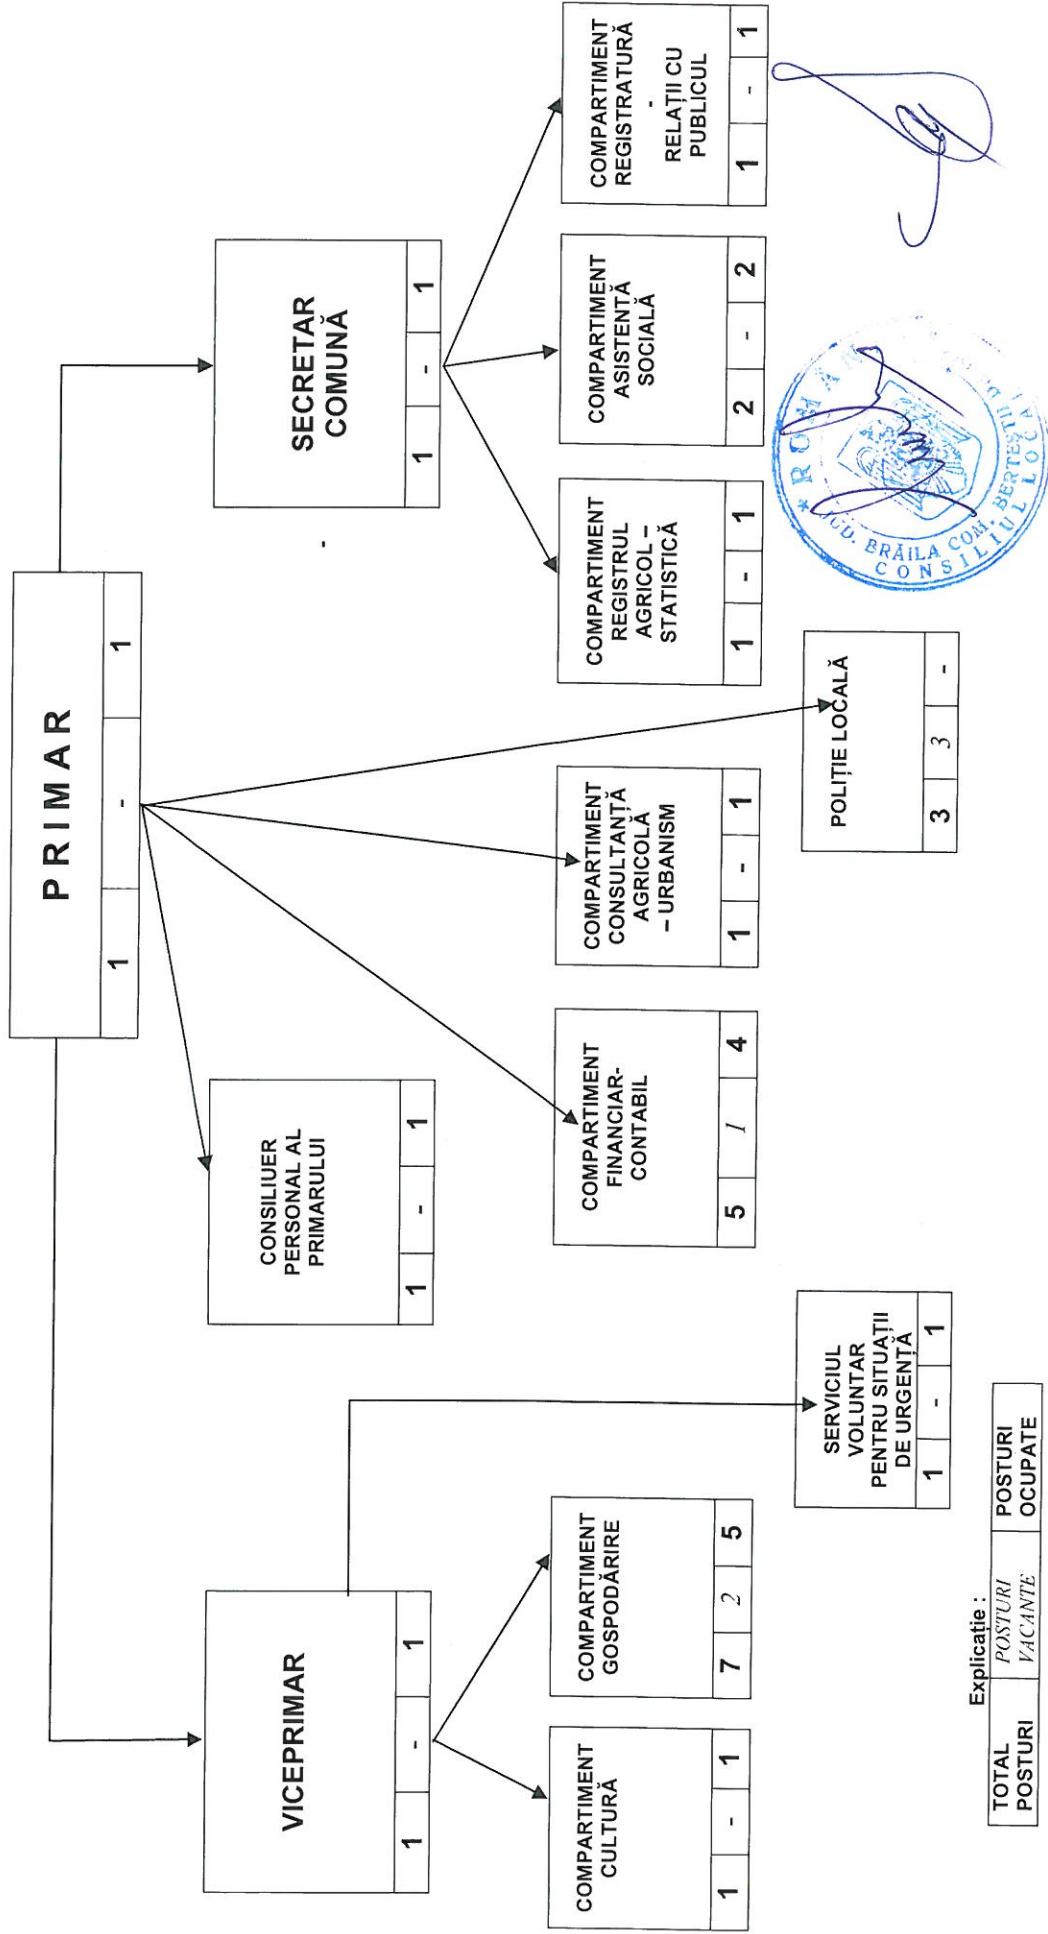 PRIMAR
1 - 1
VICEPRIMAR
1 - 1
CONSILIUER
PERSONAL AL
PRIMARULUI
1 - 1
SECRETAR
COMUNĂ
1 - 1
COMPARTIMENT
CULTURĂ
1 - 1
COMPARTIMENT
GOSPODĂRIRE
7 2 5
COMPARTIMENT
FINANCIAR-
CONTABIL
5 1 4
COMPARTIMENT
CONSULTANȚĂ
AGRICOLĂ
– URBANISM
1 - 1
COMPARTIMENT
REGISTRUL
AGRICOL –
STATISTICĂ
1 - 1
COMPARTIMENT
ASISTENTĂ
SOCIALĂ
2 - 2
COMPARTIMENT
REGISTRATURĂ
-
RELAȚII CU
PUBLICUL
1 - 1
SERVICIUL
VOLUNTAR
PENTRU SITUAȚII
DE URGENȚĂ
1 - 1
POLIȚIE LOCALĂ
3 3 -
Explicație :
TOTAL
POSTURI
POSTURI
VACANTE
POSTURI
OCUPATE
* ROMÂN
JUD. BRĂILA COM. BERTEȘTII D
CONSILIUL LOCAL